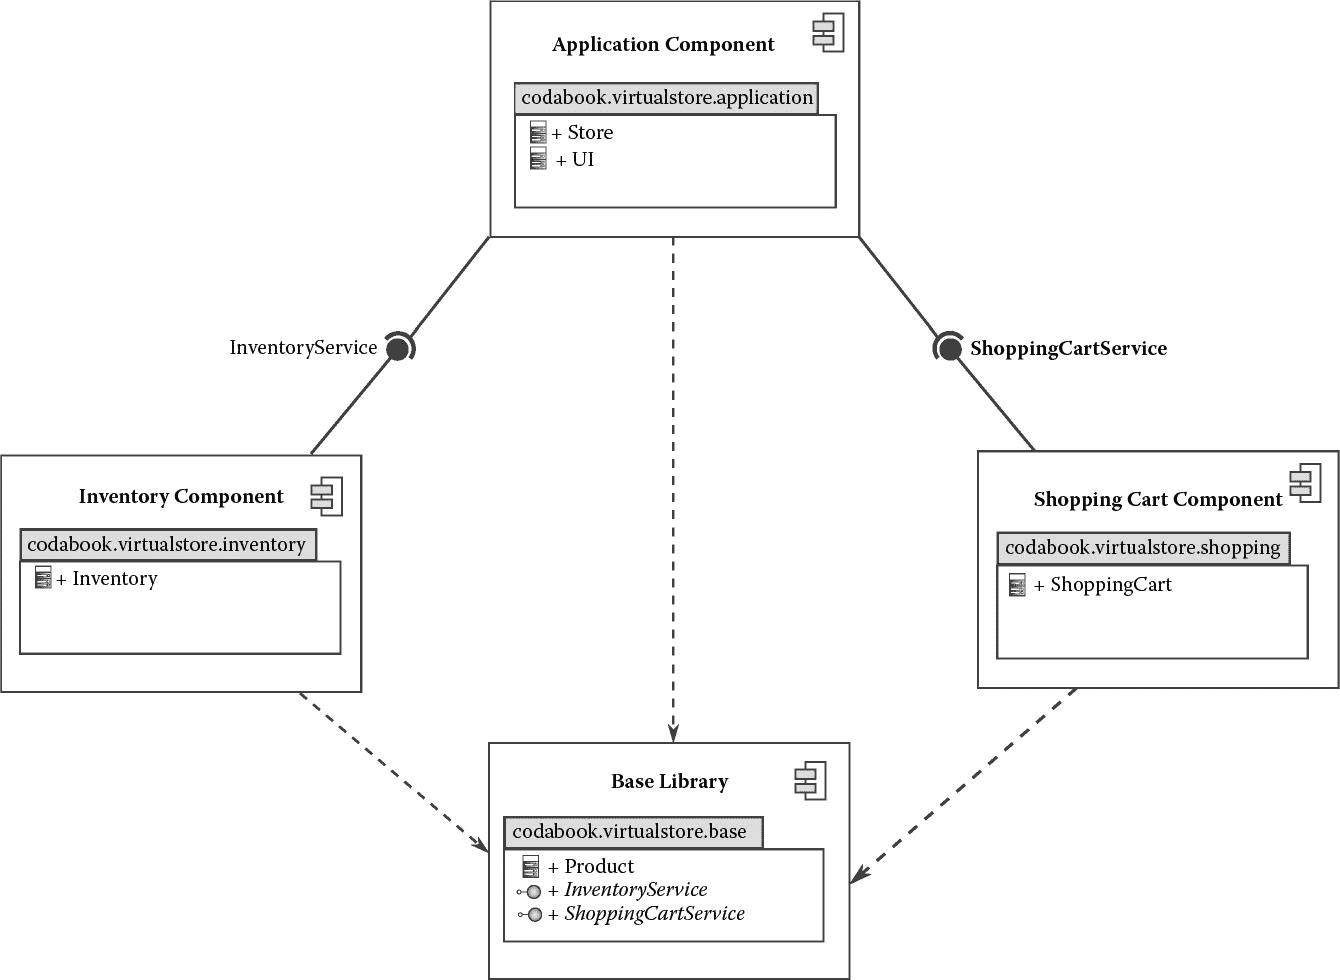 Application Component
codabook.virtualstore.application
+ Store
+ UI
InventoryService
ShoppingCartService
Inventory Component
codabook.virtualstore.inventory
+ Inventory
Shopping Cart Component
codabook.virtualstore.shopping
+ ShoppingCart
Base Library
codabook.virtualstore.base
+ Product
+ InventoryService
+ ShoppingCartService